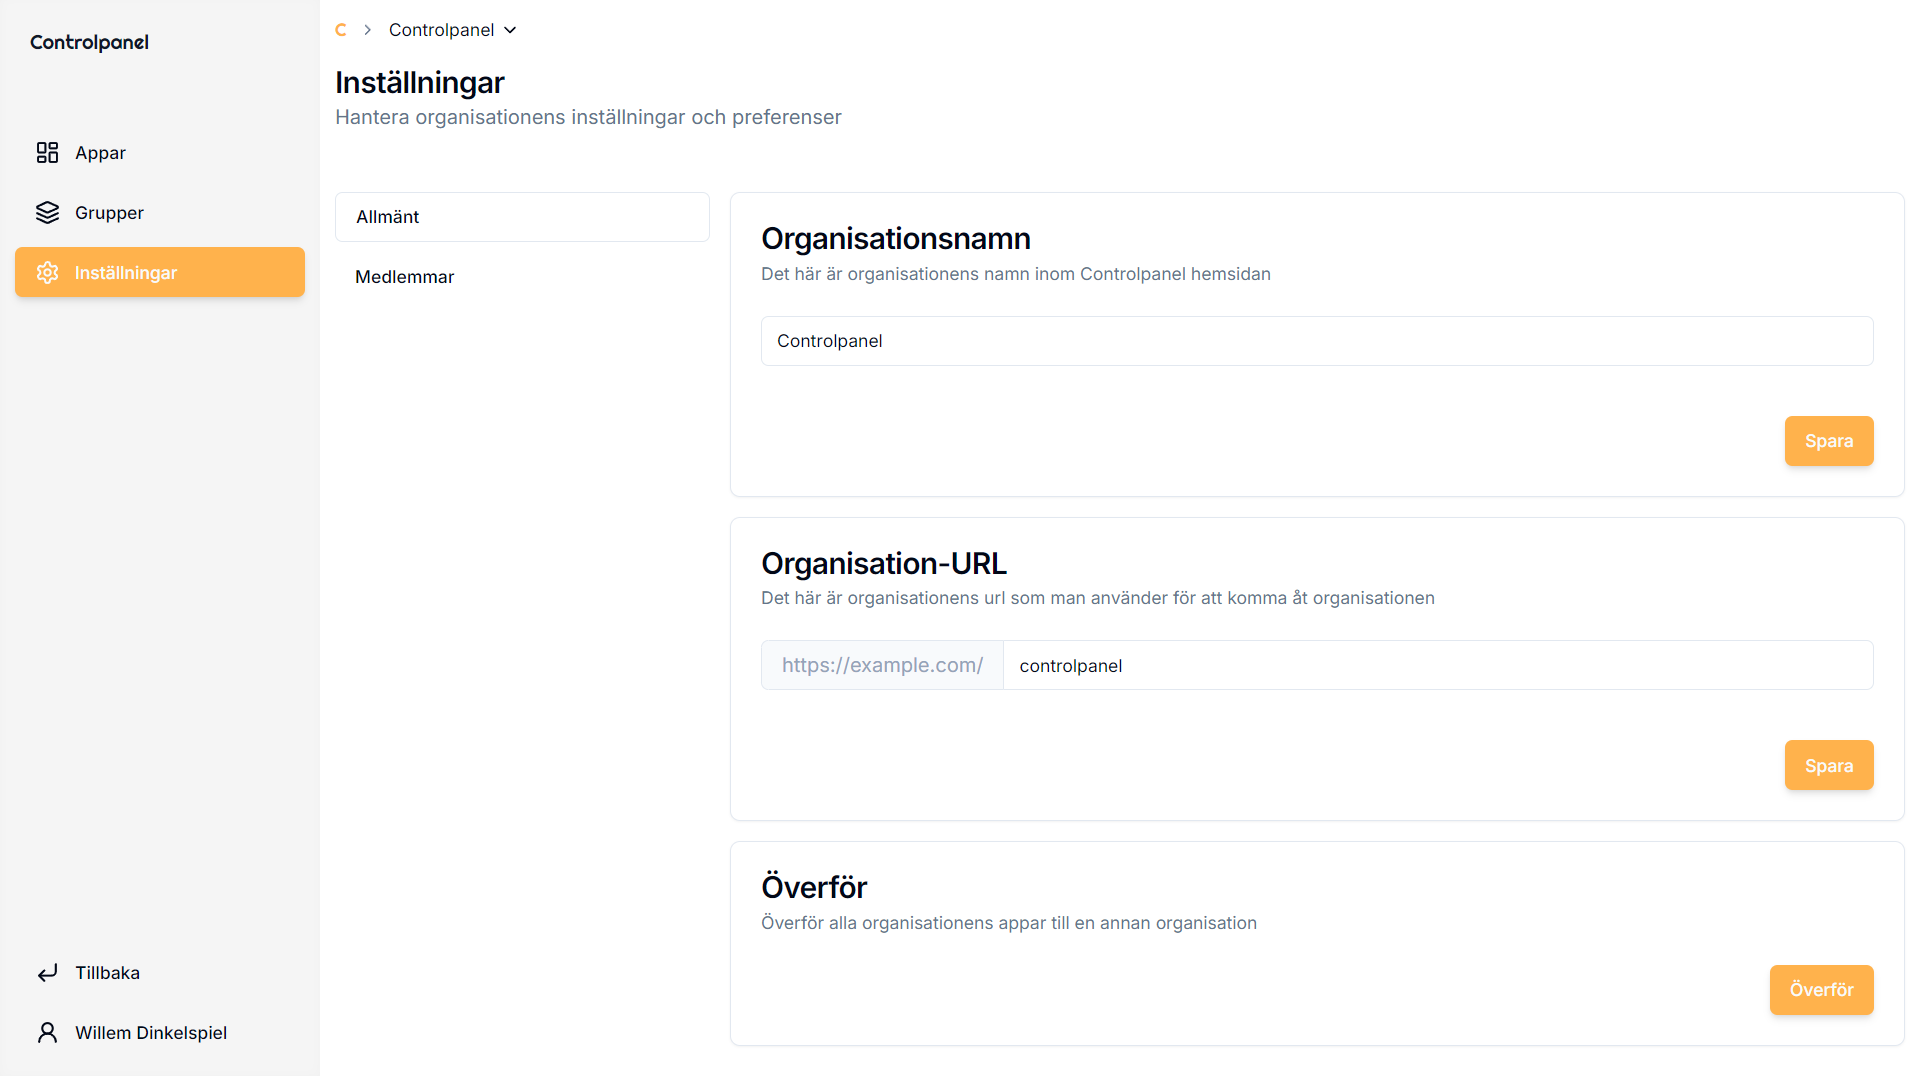 Controlpanel
Appar
Grupper
Inställningar
Tillbaka
Willem Dinkelspiel
C > Controlpanel
Inställningar
Hantera organisationens inställningar och preferenser
Allmänt
Medlemmar
Organisationsnamn
Det här är organisationens namn inom Controlpanel hemsidan
Controlpanel
Spara
Organisation-URL
Det här är organisationens url som man använder för att komma åt organisationen
https://example.com/ controlpanel
Spara
Överför
Överför alla organisationens appar till en annan organisation
Överför